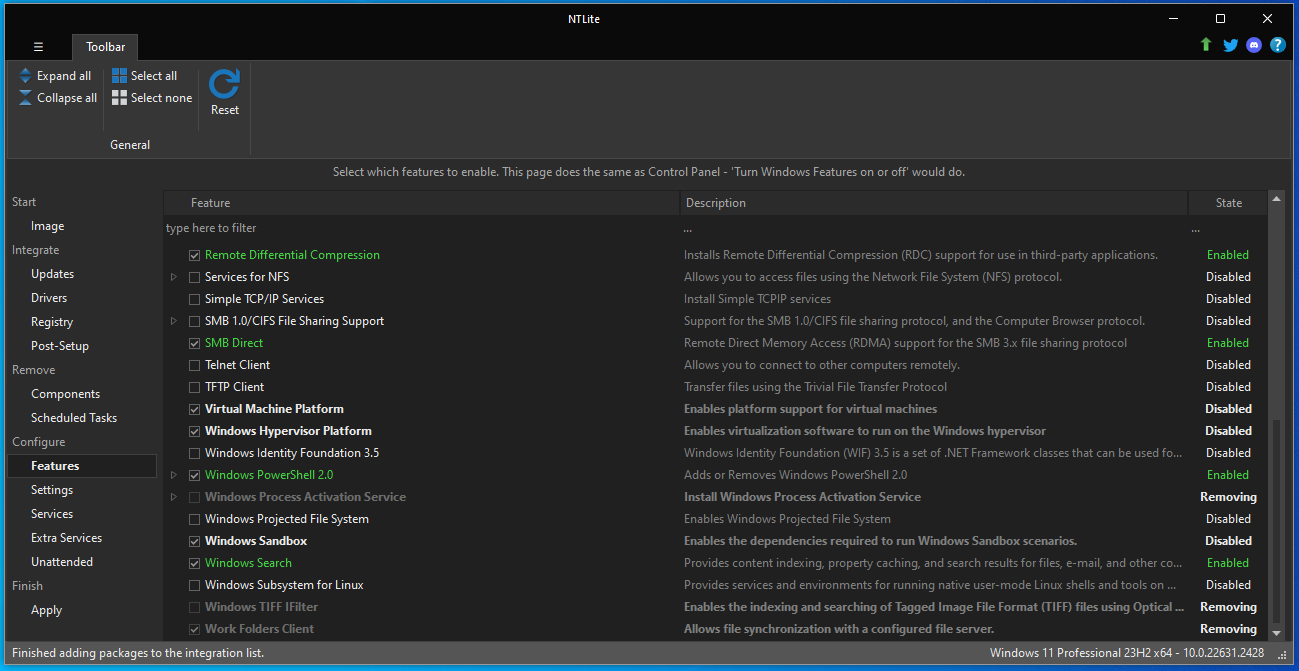 NTLite
☰ Toolbar
Expand all Select all
Collapse all Select none Reset
General
Select which features to enable. This page does the same as Control Panel - 'Turn Windows Features on or off' would do.
Start
Image
Integrate
Updates
Drivers
Registry
Post-Setup
Remove
Components
Scheduled Tasks
Configure
Features
Settings
Services
Extra Services
Unattended
Finish
Apply
Feature Description State
type here to filter ... ...
Remote Differential Compression Installs Remote Differential Compression (RDC) support for use in third-party applications. Enabled
Services for NFS Allows you to access files using the Network File System (NFS) protocol. Disabled
Simple TCP/IP Services Install Simple TCPIP services Disabled
SMB 1.0/CIFS File Sharing Support Support for the SMB 1.0/CIFS file sharing protocol, and the Computer Browser protocol. Disabled
SMB Direct Remote Direct Memory Access (RDMA) support for the SMB 3.x file sharing protocol Enabled
Telnet Client Allows you to connect to other computers remotely. Disabled
TFTP Client Transfer files using the Trivial File Transfer Protocol Disabled
Virtual Machine Platform Enables platform support for virtual machines Disabled
Windows Hypervisor Platform Enables virtualization software to run on the Windows hypervisor Disabled
Windows Identity Foundation 3.5 (WIF) 3.5 is a set of .NET Framework classes that can be used fo... Disabled
Windows PowerShell 2.0 Adds or Removes Windows PowerShell 2.0 Enabled
Windows Process Activation Service Install Windows Process Activation Service Removing
Windows Projected File System Enables Windows Projected File System Disabled
Windows Sandbox Enables the dependencies required to run Windows Sandbox scenarios. Disabled
Windows Search Provides content indexing, property caching, and search results for files, e-mail, and other co... Enabled
Windows Subsystem for Linux Provides services and environments for running native user-mode Linux shells and tools on ... Disabled
Windows TIFF IFilter Enables the indexing and searching of Tagged Image File Format (TIFF) files using Optical ... Removing
Work Folders Client Allows file synchronization with a configured file server. Removing
Finished adding packages to the integration list. Windows 11 Professional 23H2 x64 - 10.0.22631.2428